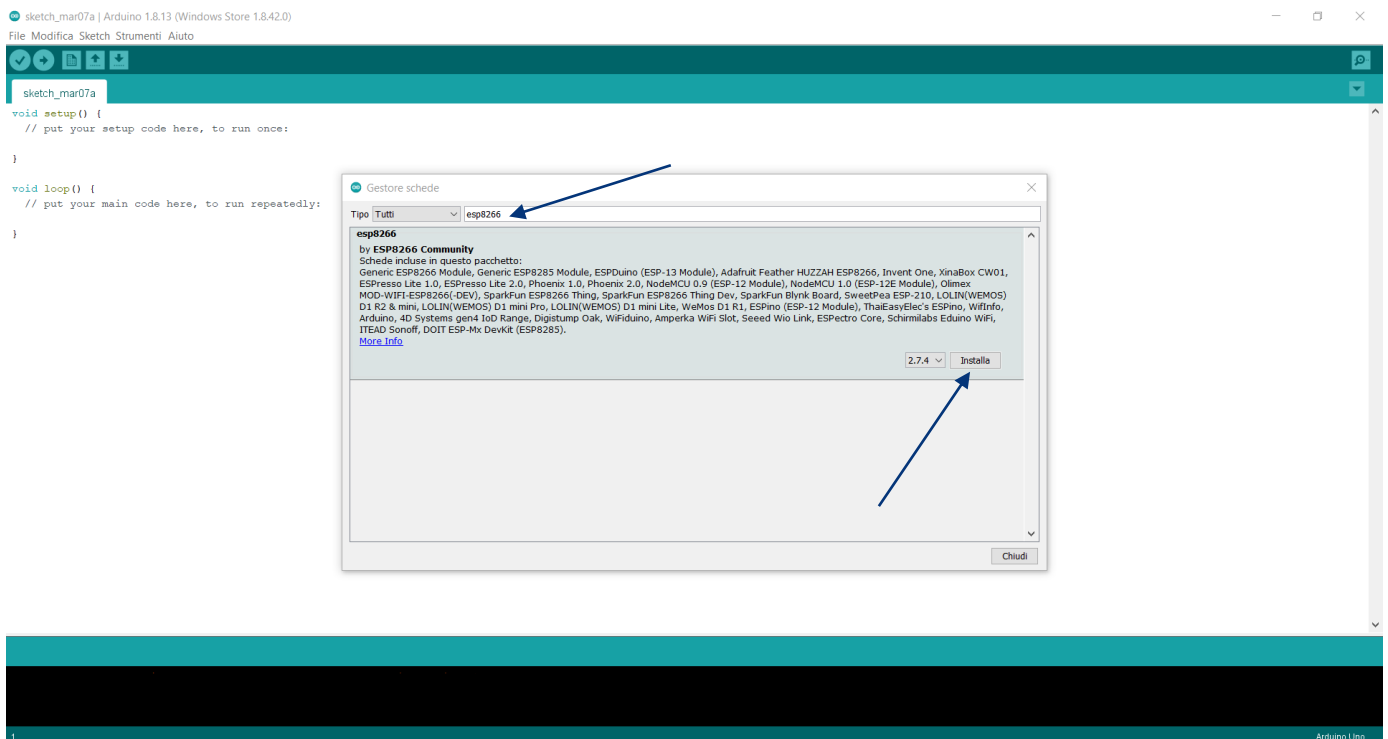 sketch_mar07a | Arduino 1.8.13 (Windows Store 1.8.42.0)
File Modifica Sketch Strumenti Aiuto
sketch_mar07a
void setup() {
// put your setup code here, to run once:
}
void loop() {
// put your main code here, to run repeatedly:
}
Gestore schede
Tipo Tutti esp8266
esp8266
by ESP8266 Community
Schede incluse in questo pacchetto:
Generic ESP8266 Module, Generic ESP8285 Module, ESPDuino (ESP-13 Module), Adafruit Feather HUZZAH ESP8266, Invent One, XinaBox CW01,
ESPresso Lite 1.0, ESPresso Lite 2.0, Phoenix 1.0, Phoenix 2.0, NodeMCU 0.9 (ESP-12 Module), NodeMCU 1.0 (ESP-12E Module), Olimex
MOD-WIFI-ESP8266(-DEV), SparkFun ESP8266 Thing, SparkFun ESP8266 Thing Dev, SparkFun Blynk Board, SweetPea ESP-210, LOLIN(WEMOS)
D1 R2 & mini, LOLIN(WEMOS) D1 mini Pro, LOLIN(WEMOS) D1 mini Lite, WeMos D1 R1, ESPino (ESP-12 Module), ThaiEasyElec's ESPino, WifInfo,
Arduino, 4D Systems gen4 IoD Range, Digistump Oak, WiFiduino, Amperka WiFi Slot, Seeed Wio Link, ESPectro Core, Schirmilabs Eduino WiFi,
ITEAD Sonoff, DOIT ESP-Mx DevKit (ESP8285).
More Info
2.7.4 Installa
Chiudi
1 Arduino Uno